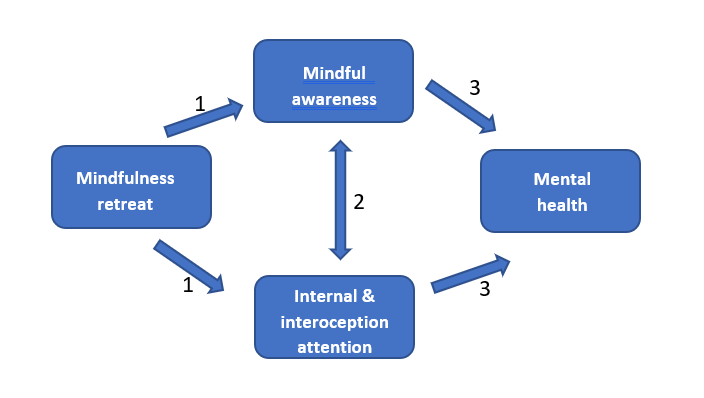 Mindful
awareness
1
3
Mindfulness
retreat
2
Mental
health
1
Internal &
interoception
attention
3